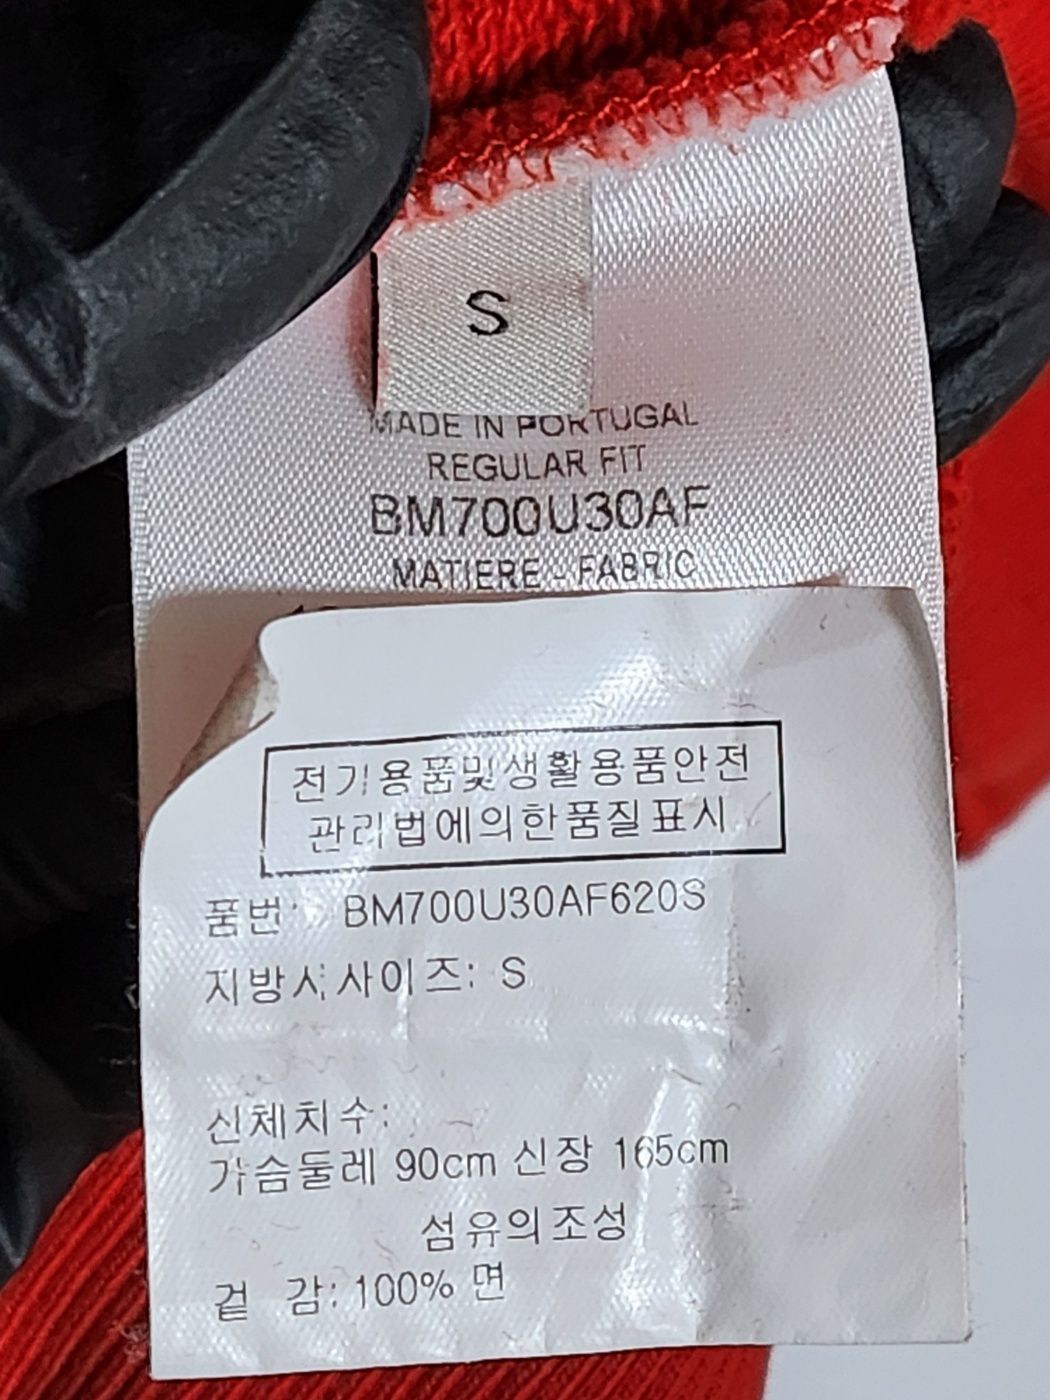 S
MADE IN PORTUGAL
REGULAR FIT
BM700U30AF
MATIERE - FABRIC
전기용품및생활용품안전
관리법에의한품질표시
품번: BM700U30AF620S
지방시사이즈: S
신체치수:
가슴둘레 90cm 신장 165cm
섬유의조성
겉 감: 100% 면